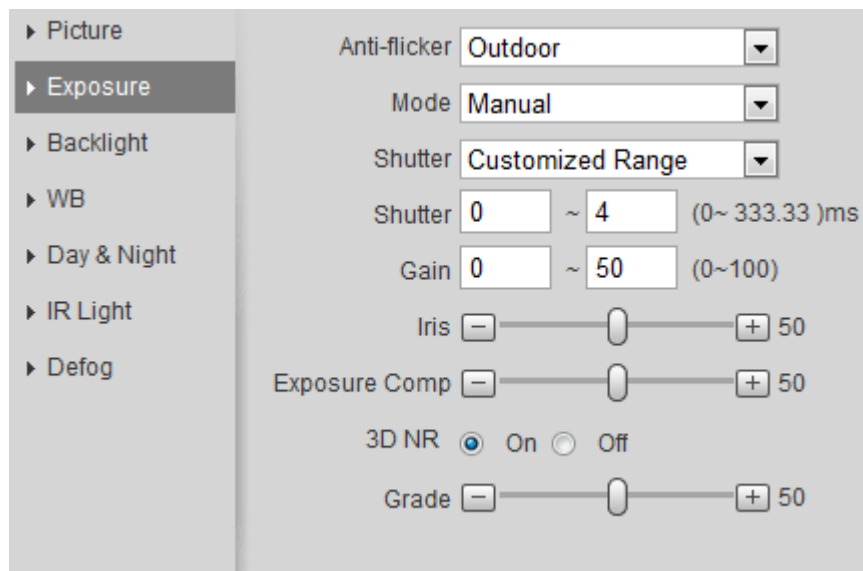 Picture
Exposure
Backlight
WB
Day & Night
IR Light
Defog
Anti-flicker Outdoor
Mode Manual
Shutter Customized Range
Shutter 0 ~ 4 (0~ 333.33 )ms
Gain 0 ~ 50 (0~100)
Iris 50
Exposure Comp 50
3D NR On Off
Grade 50